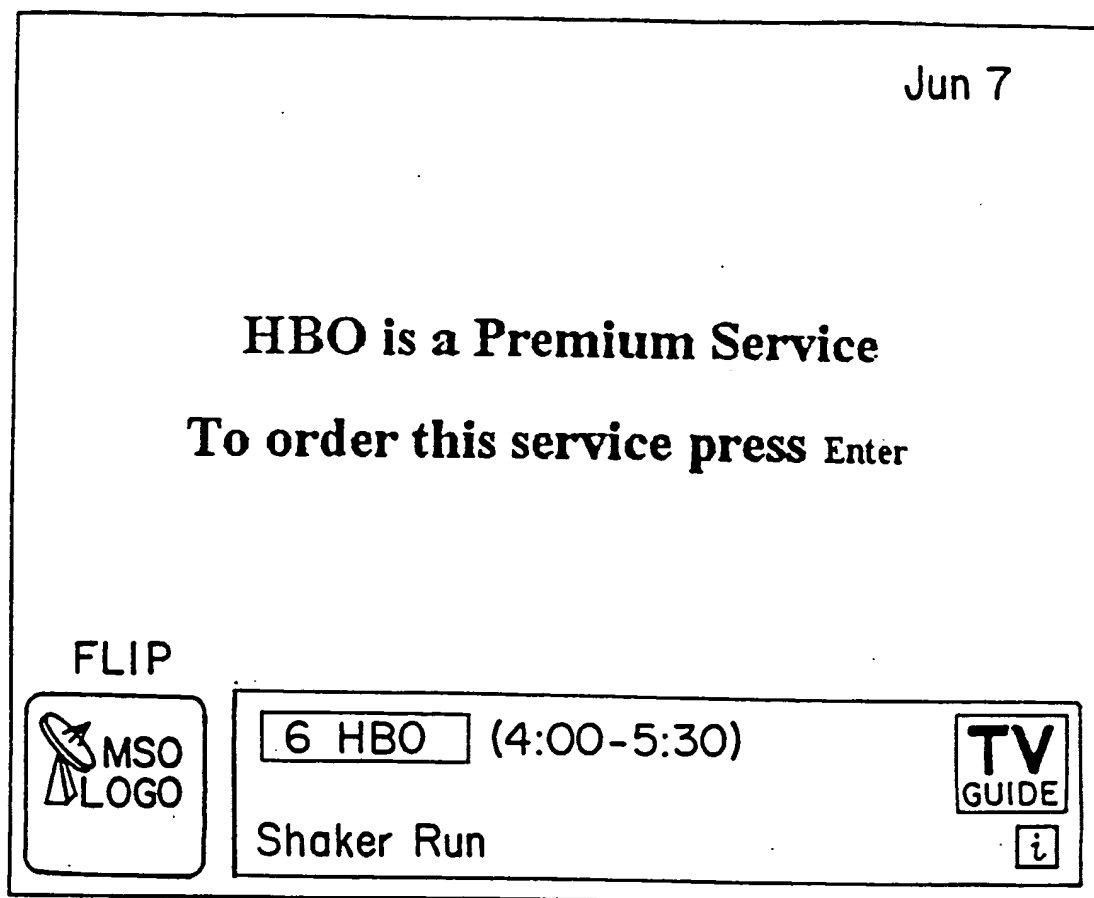 Jun 7
HBO is a Premium Service
To order this service press Enter
FLIP
MSO
LOGO
6 HBO (4:00-5:30)
TV
GUIDE
Shaker Run
i